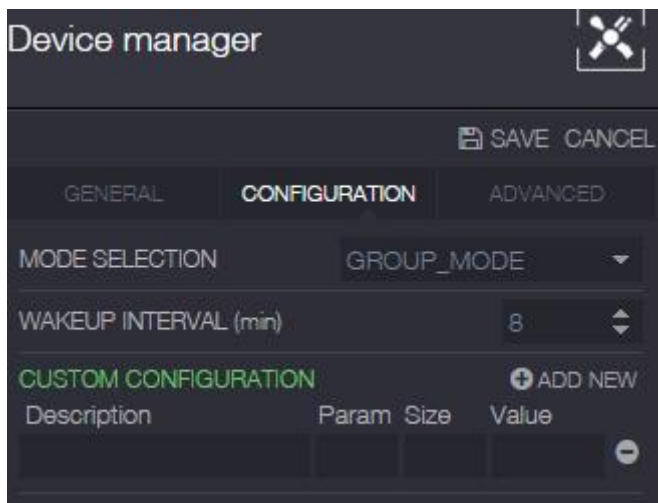 Device manager
SAVE CANCEL
GENERAL CONFIGURATION ADVANCED
MODE SELECTION GROUP_MODE
WAKEUP INTERVAL (min) 8
CUSTOM CONFIGURATION ADD NEW
Description Param Size Value